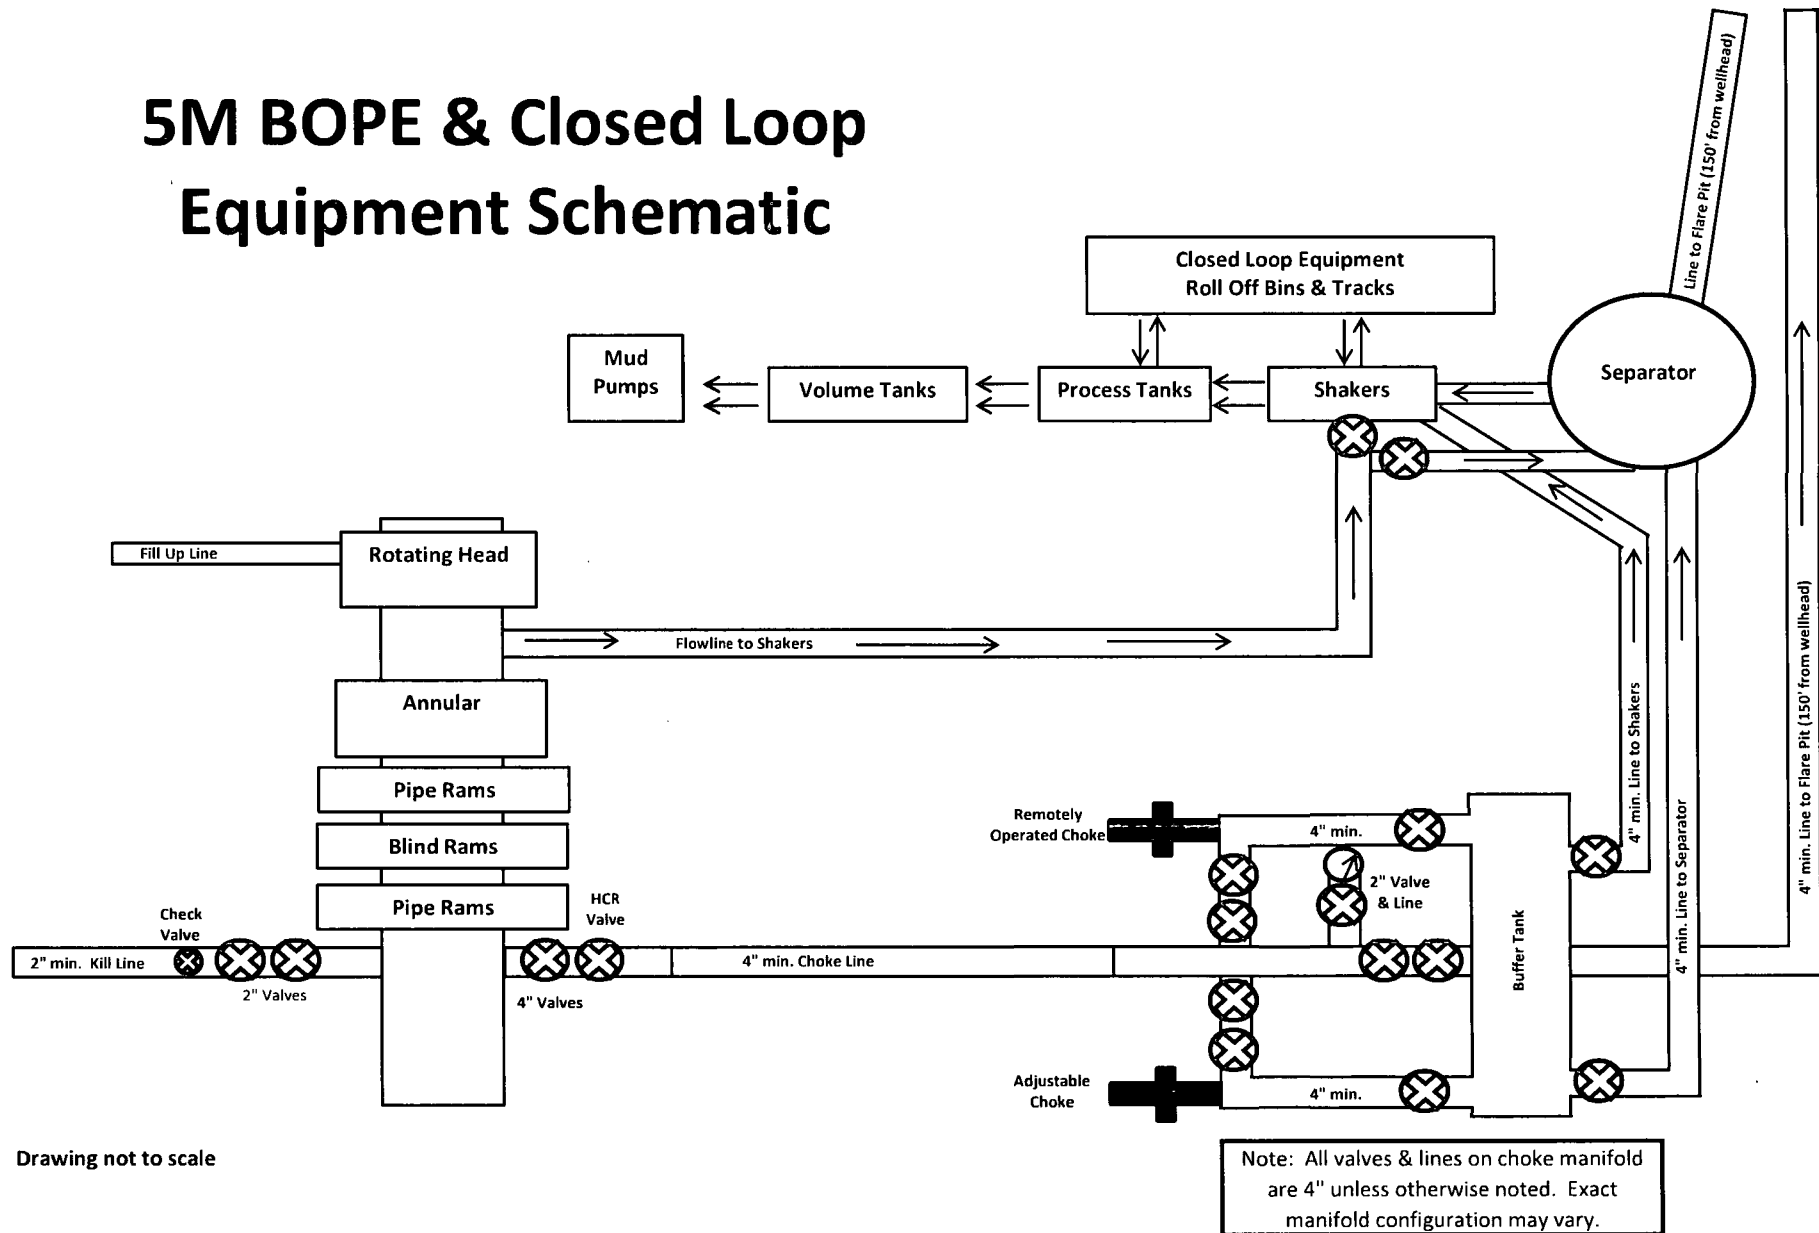 5M BOPE & Closed Loop
Equipment Schematic
Line to Flare Pit (150' from wellhead)
Closed Loop Equipment
Roll Off Bins & Tracks
Mud
Pumps
Volume Tanks
Process Tanks
Shakers
Separator
Fill Up Line
Rotating Head
Flowline to Shakers
Annular
Pipe Rams
Blind Rams
Pipe Rams
Check
Valve
HCR
Valve
2" min. Kill Line
2" Valves
4" Valves
4" min. Choke Line
Remotely
Operated Choke
4" min.
2" Valve
& Line
Buffer Tank
4" min. Line to Shakers
4" min. Line to Separator
4" min. Line to Flare Pit (150' from wellhead)
Adjustable
Choke
4" min.
Drawing not to scale
Note: All valves & lines on choke manifold
are 4" unless otherwise noted. Exact
manifold configuration may vary.